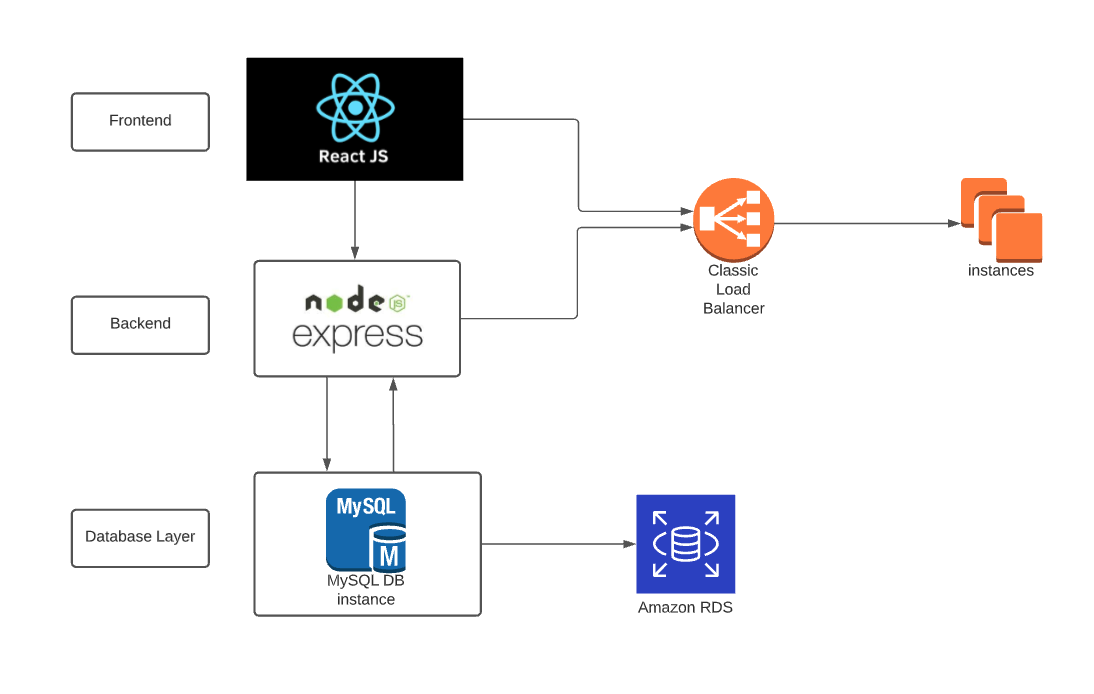 Frontend
React JS
Classic
Load
Balancer
instances
Backend
node
JS
express
Database Layer
MySQL
M
MySQL DB
instance
Amazon RDS